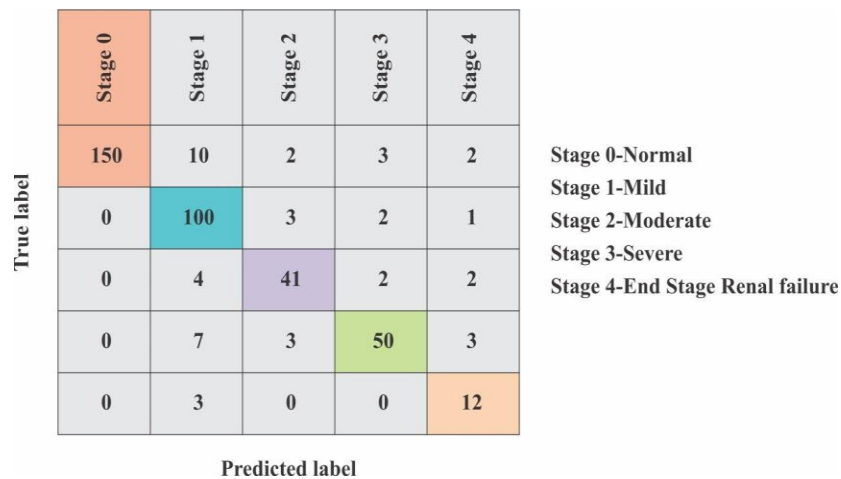 Stage 0 Stage 1 Stage 2 Stage 3 Stage 4
150 10 2 3 2
0 100 3 2 1
0 4 41 2 2
0 7 3 50 3
0 3 0 0 12
True label
Predicted label
Stage 0-Normal
Stage 1-Mild
Stage 2-Moderate
Stage 3-Severe
Stage 4-End Stage Renal failure